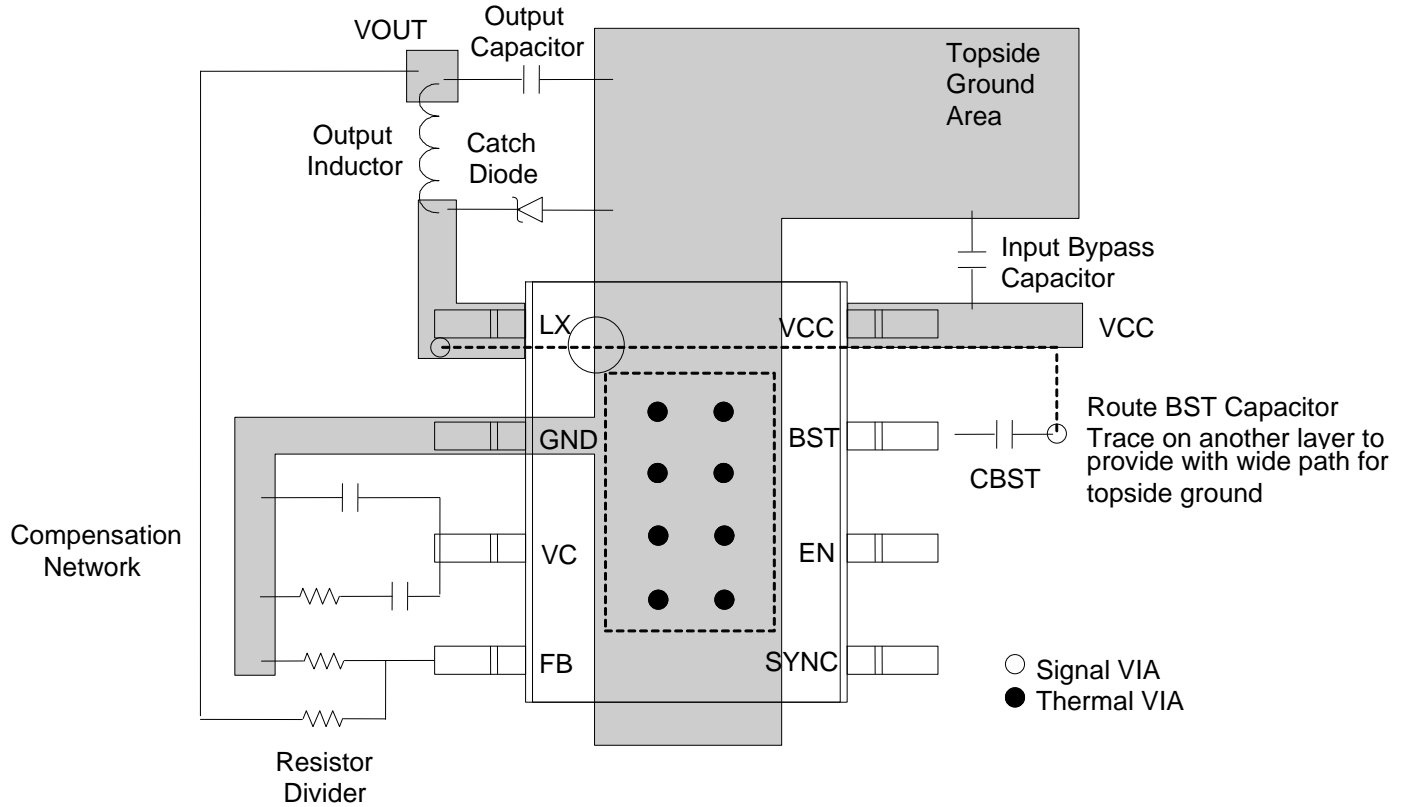 VOUT
Output
Capacitor
Topside
Ground
Area
Output
Inductor
Catch
Diode
Input Bypass
Capacitor
LX
VCC
VCC
GND
BST
CBST
Route BST Capacitor
Trace on another layer to
provide with wide path for
topside ground
Compensation
Network
VC
EN
FB
SYNC
Signal VIA
Thermal VIA
Resistor
Divider